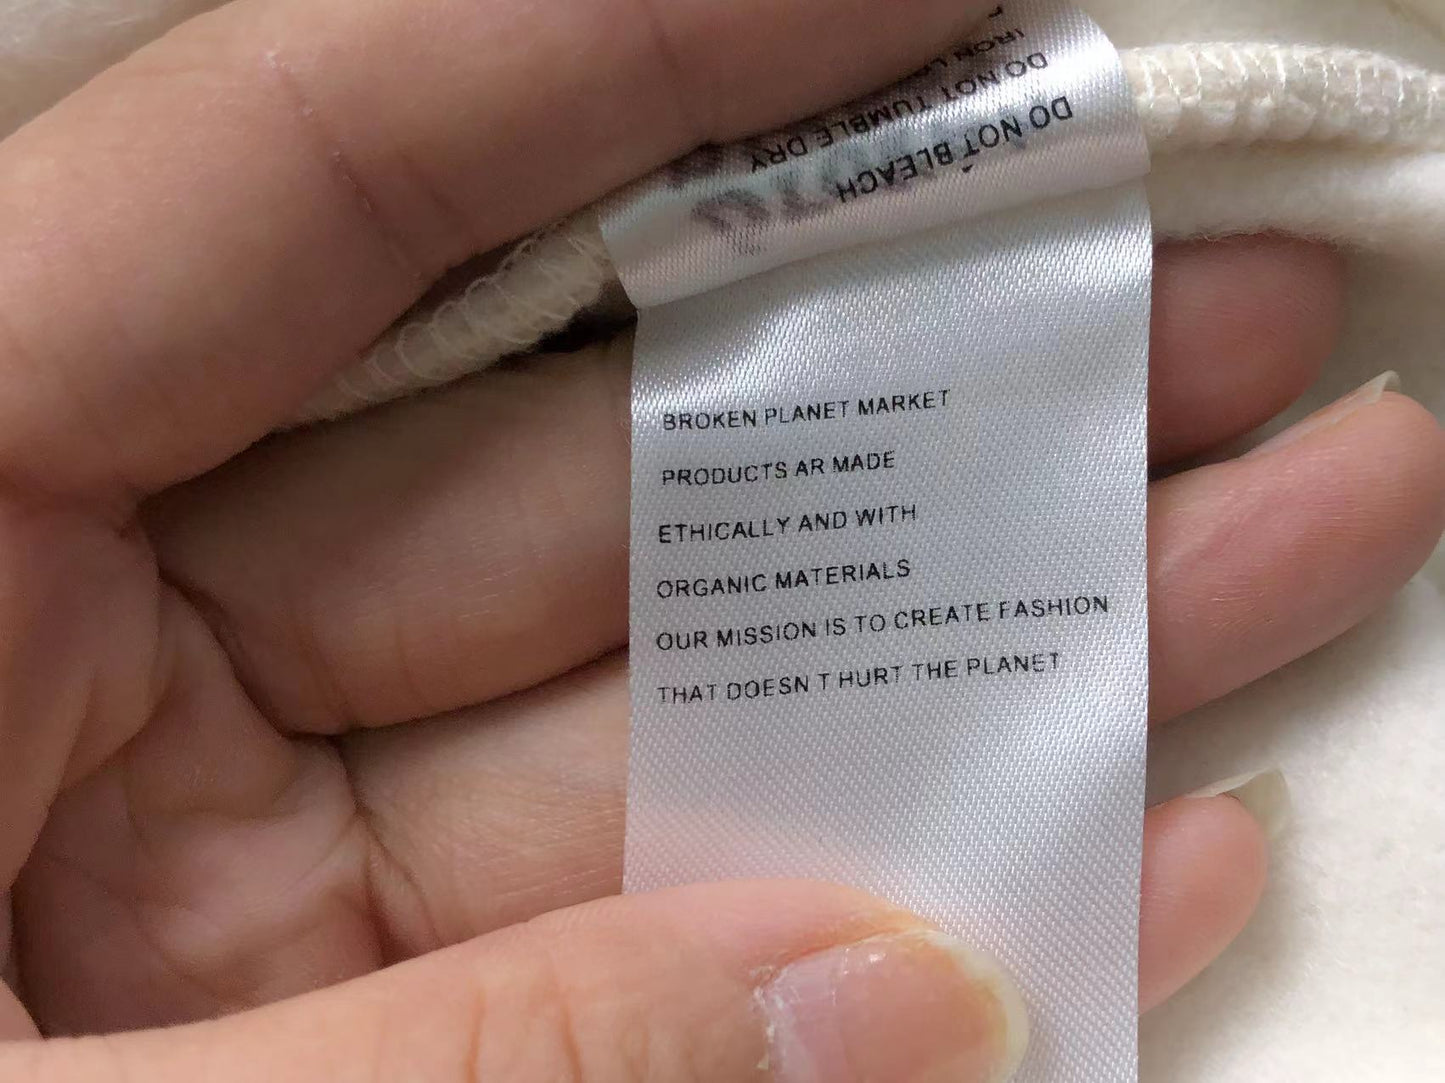 DO NOT BLEACH
DO NOT TUMBLE DRY
IRON
BROKEN PLANET MARKET
PRODUCTS AR MADE
ETHICALLY AND WITH
ORGANIC MATERIALS
OUR MISSION IS TO CREATE FASHION
THAT DOESN T HURT THE PLANET